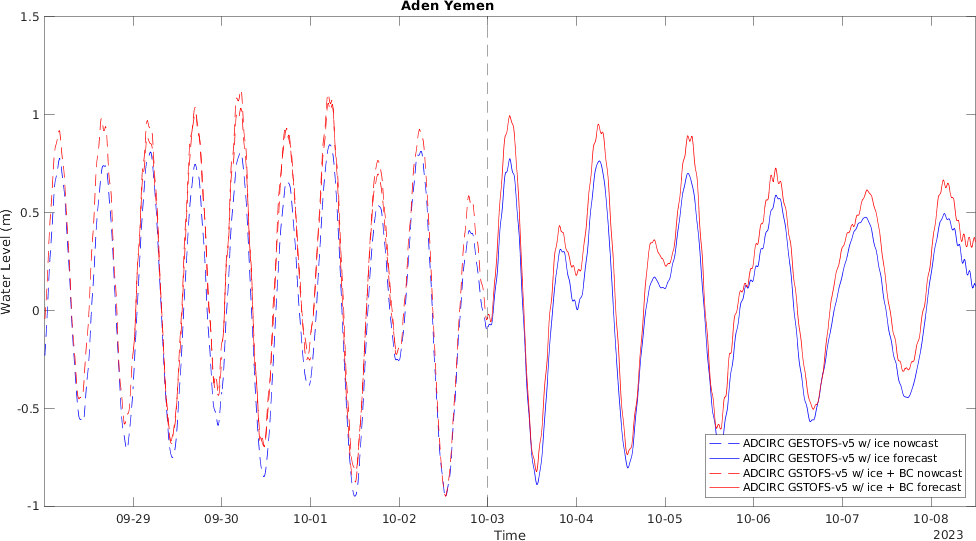 Aden Yemen
1.5
1
0.5
0
-0.5
-1
Water Level (m)
09-29
09-30
10-01
10-02
10-03
10-04
10-05
10-06
10-07
10-08
Time
2023
ADCIRC GESTOFS-v5 w/ ice nowcast
ADCIRC GESTOFS-v5 w/ ice forecast
ADCIRC GSTOFS-v5 w/ ice + BC nowcast
ADCIRC GSTOFS-v5 w/ ice + BC forecast